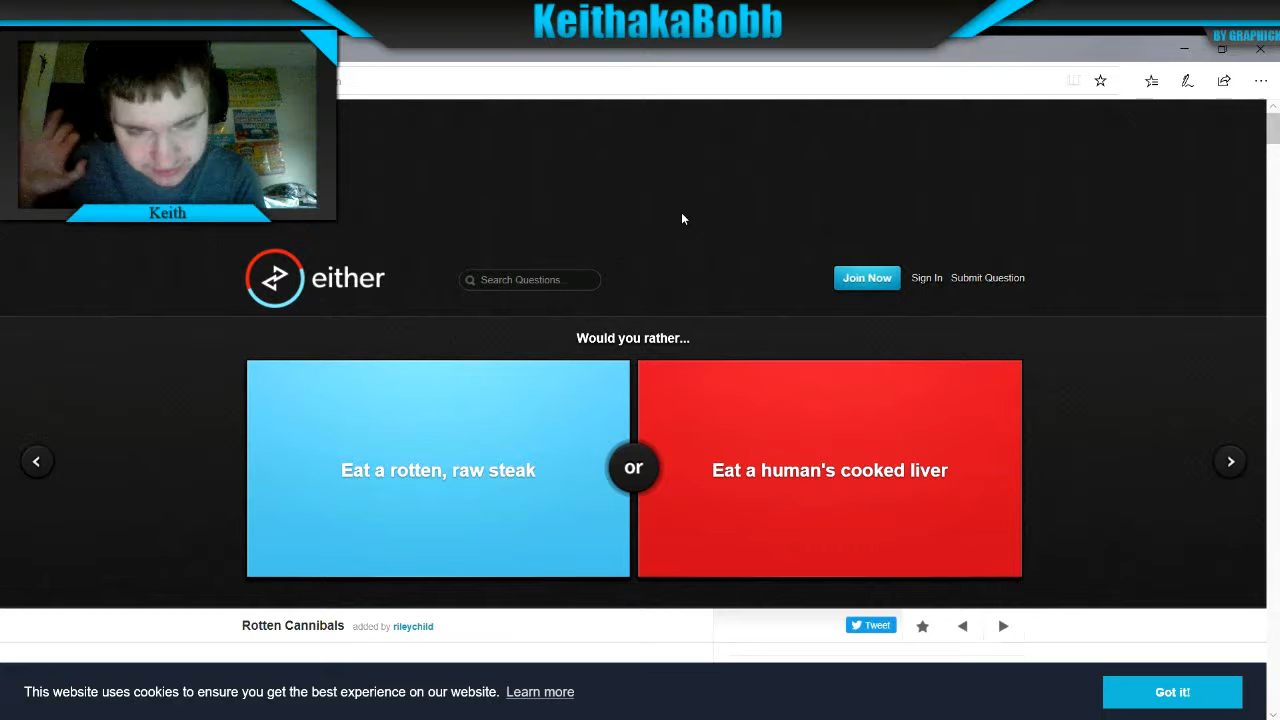 KeithakaBobb
BY GRAPHICK
Keith
either
Search Questions...
Join Now
Sign In
Submit Question
Would you rather...
Eat a rotten, raw steak
or
Eat a human's cooked liver
Rotten Cannibals added by rileychild
Tweet
This website uses cookies to ensure you get the best experience on our website. Learn more
Got it!